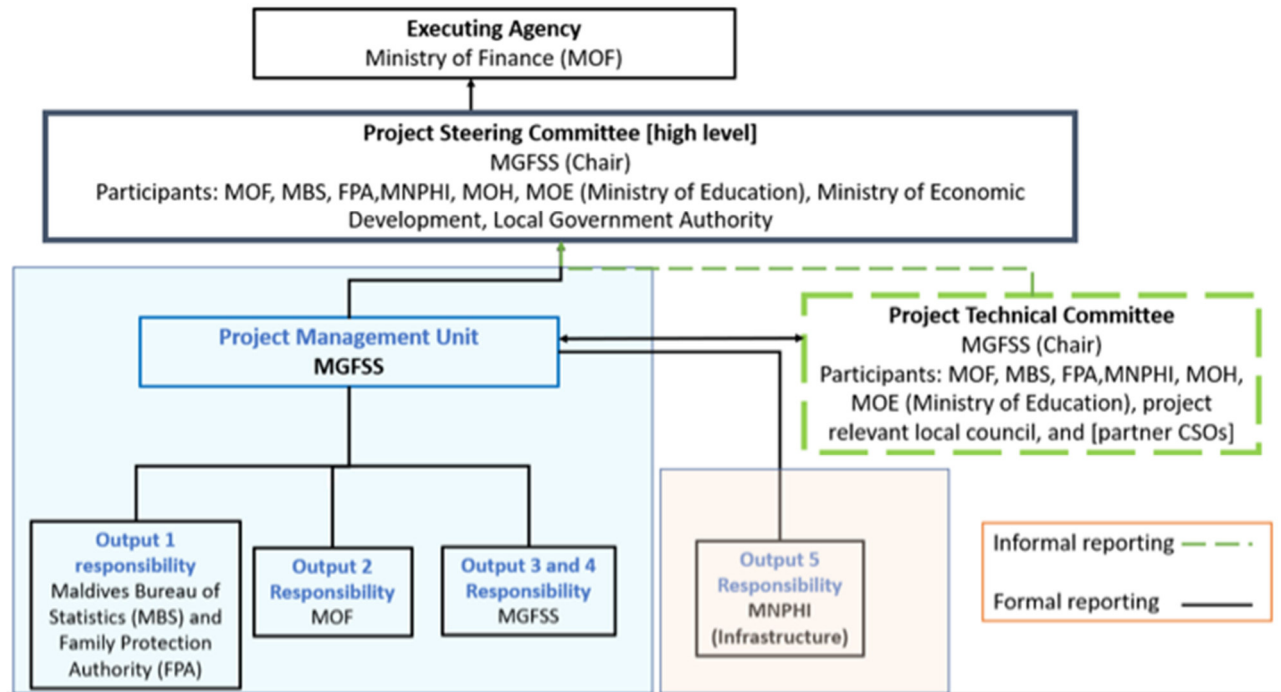 Executing Agency
Ministry of Finance (MOF)
Project Steering Committee [high level]
MGFSS (Chair)
Participants: MOF, MBS, FPA,MNPHI, MOH, MOE (Ministry of Education), Ministry of Economic
Development, Local Government Authority
Project Management Unit
MGFSS
Project Technical Committee
MGFSS (Chair)
Participants: MOF, MBS, FPA,MNPHI, MOH,
MOE (Ministry of Education), project
relevant local council, and [partner CSOs]
Output 1
responsibility
Maldives Bureau of
Statistics (MBS) and
Family Protection
Authority (FPA)
Output 2
Responsibility
MOF
Output 3 and 4
Responsibility
MGFSS
Output 5
Responsibility
MNPHI
(Infrastructure)
Informal reporting
Formal reporting